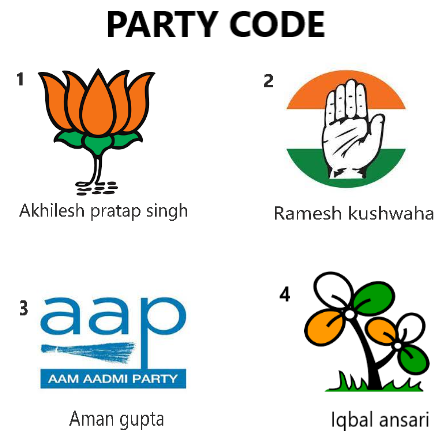 PARTY CODE
1
2
Akhilesh pratap singh
Ramesh kushwaha
3
aap
AAM AADMI PARTY
4
Aman gupta
Iqbal ansari